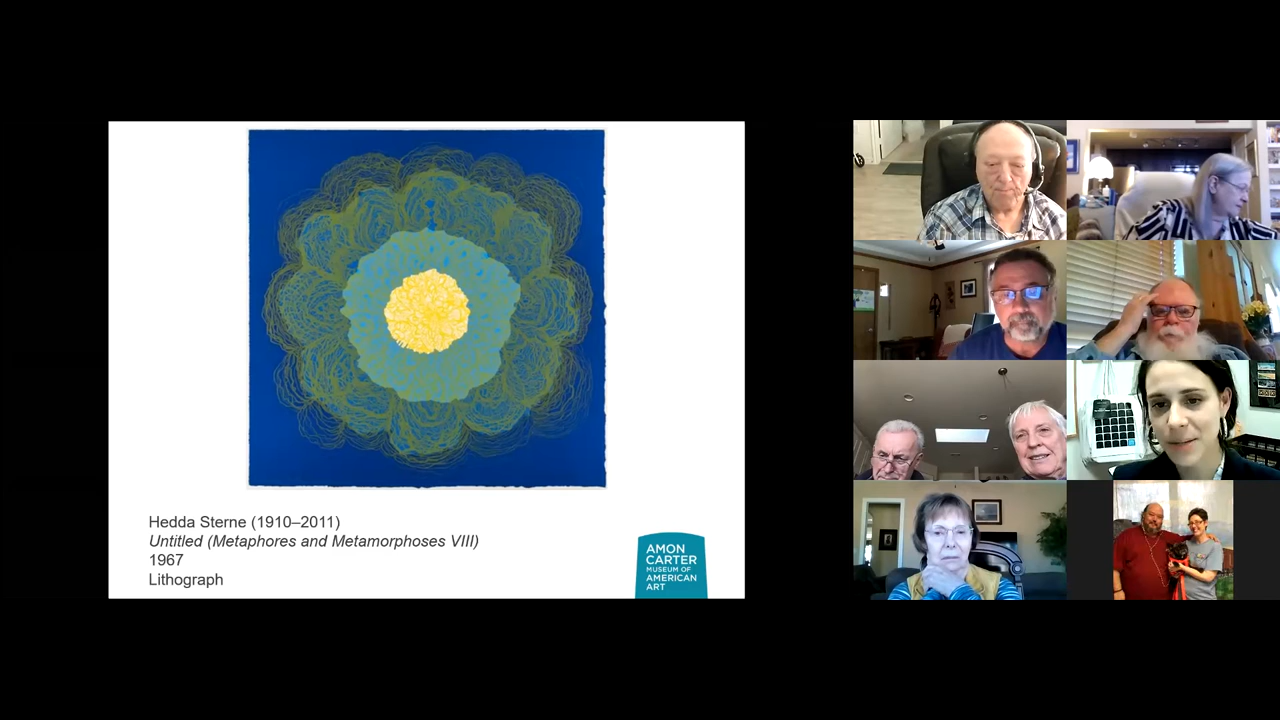 Hedda Sterne (1910–2011)
Untitled (Metaphores and Metamorphoses VIII)
1967
Lithograph
AMON
CARTER
MUSEUM OF
AMERICAN
ART